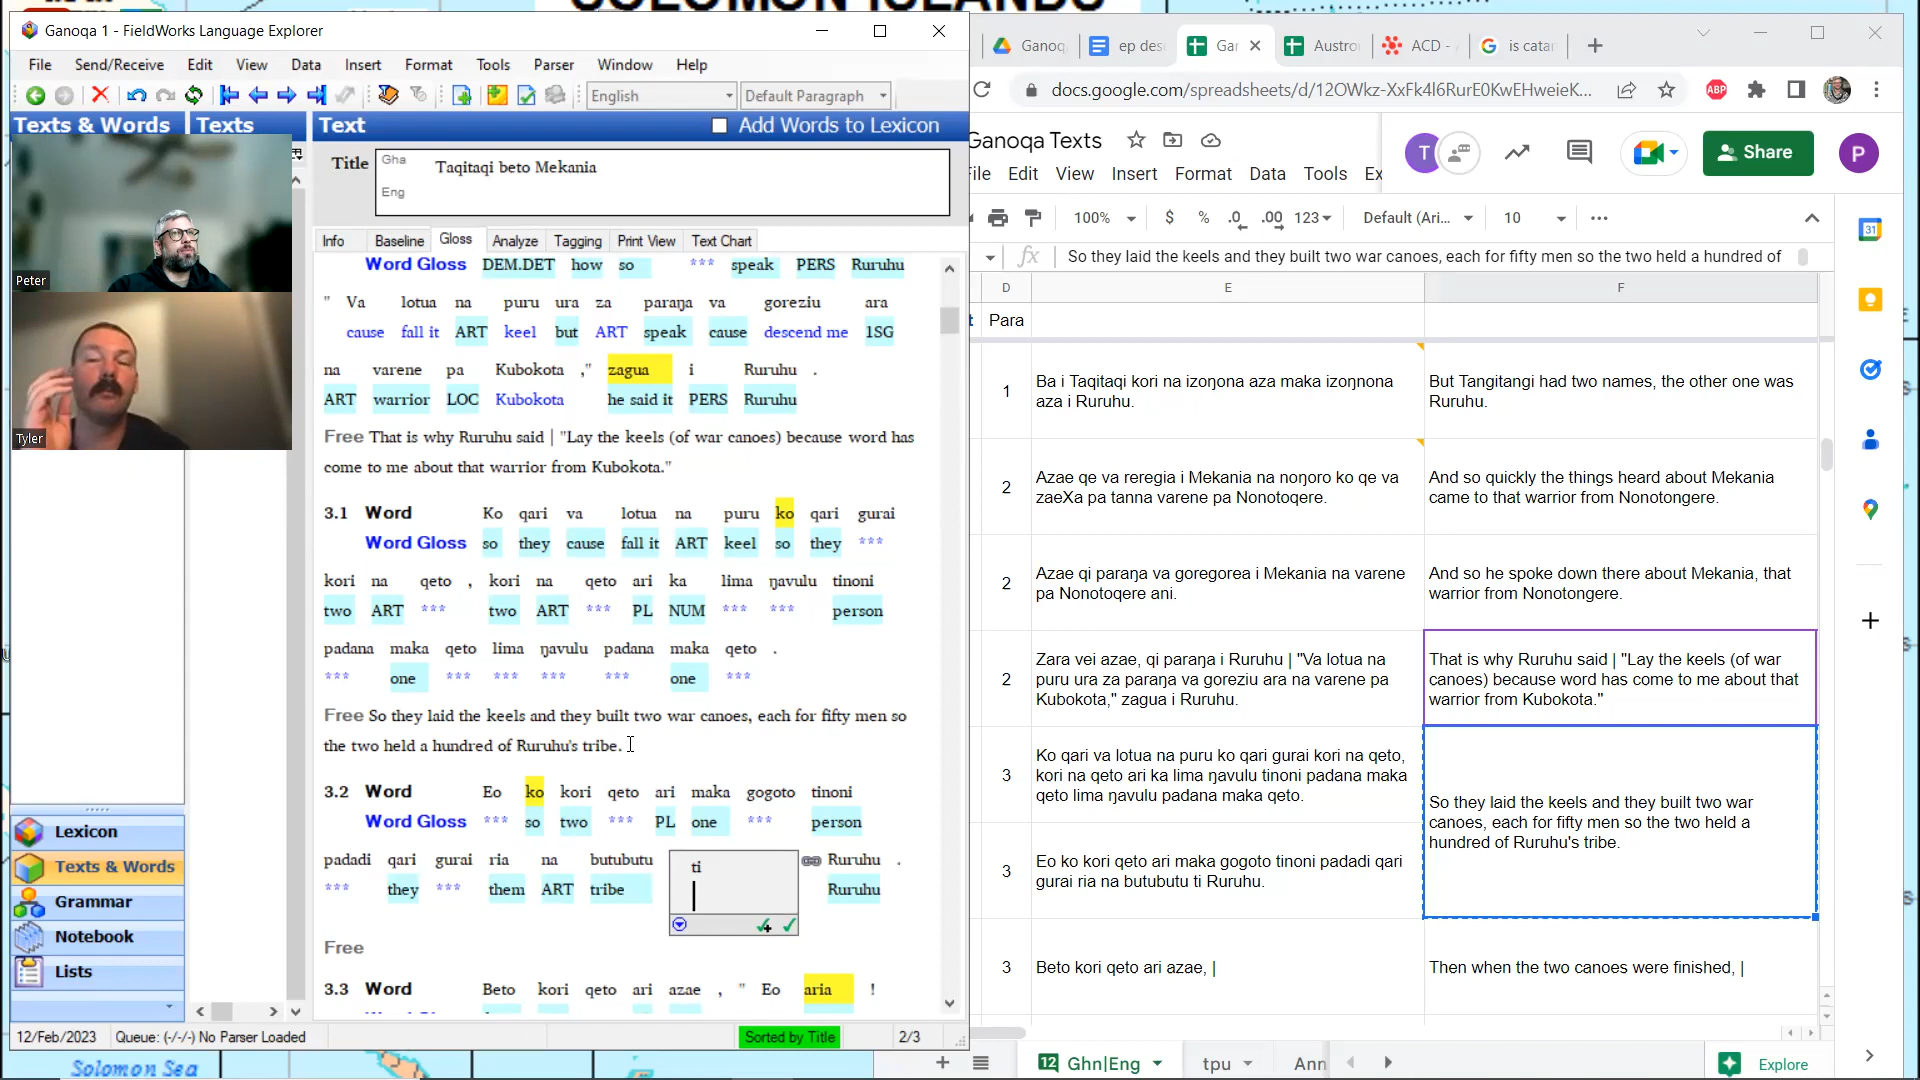 SOLOMON ISLANDS
Ganoqa 1 - FieldWorks Language Explorer
File Send/Receive Edit View Data Insert Format Tools Parser Window Help
English Default Paragraph
Texts & Words Texts Text Add Words to Lexicon
Title Gha Taqitaqi beto Mekania
Eng
Info Baseline Gloss Analyze Tagging Print View Text Chart
Word Gloss DEM.DET how so *** speak PERS Ruruhu
" Va lotua na puru ura za paraŋa va goreziu ara
cause fall it ART keel but ART speak cause descend me 1SG
na varene pa Kubokota ," zagua i Ruruhu .
ART warrior LOC Kubokota he said it PERS Ruruhu
Free That is why Ruruhu said | "Lay the keels (of war canoes) because word has
come to me about that warrior from Kubokota."
3.1 Word Ko qari va lotua na puru ko qari gurai
Word Gloss so they cause fall it ART keel so they ***
kori na qeto , kori na qeto ari ka lima ŋavulu tinoni
two ART *** two ART *** PL NUM *** *** person
padana maka qeto lima ŋavulu padana maka qeto .
*** one *** *** *** *** one ***
Free So they laid the keels and they built two war canoes, each for fifty men so
the two held a hundred of Ruruhu's tribe.
3.2 Word Eo ko kori qeto ari maka gogoto tinoni
Word Gloss *** so two *** PL one *** person
padadi qari gurai ria na butubutu ti Ruruhu .
*** they *** them ART tribe Ruruhu
Free
3.3 Word Beto kori qeto ari azae , " Eo aria !
Peter
Tyler
Lexicon
Texts & Words
Grammar
Notebook
Lists
12/Feb/2023 Queue: (-/-/-) No Parser Loaded Sorted by Title 2/3
Solomon Sea
Ganoq ep des Gar Austro ACD - is catar
docs.google.com/spreadsheets/d/12OWkz-XxFk4l6RurE0KwEHweieK...
ABP
Ganoqa Texts
T Share P
File Edit View Insert Format Data Tools Ex
100% $ % .0 .00 123 Default (Ari... 10
fx So they laid the keels and they built two war canoes, each for fifty men so the two held a hundred of
D E F
t Para
1 Ba i Taqitaqi kori na izoŋona aza maka izoŋnona
aza i Ruruhu.
But Tangitangi had two names, the other one was
Ruruhu.
2 Azae qe va reregia i Mekania na noŋoro ko qe va
zaeXa pa tanna varene pa Nonotoqere.
And so quickly the things heard about Mekania
came to that warrior from Nonotongere.
2 Azae qi paraŋa va goregorea i Mekania na varene
pa Nonotoqere ani.
And so he spoke down there about Mekania, that
warrior from Nonotongere.
2 Zara vei azae, qi paraŋa i Ruruhu | "Va lotua na
puru ura za paraŋa va goreziu ara na varene pa
Kubokota," zagua i Ruruhu.
That is why Ruruhu said | "Lay the keels (of war
canoes) because word has come to me about that
warrior from Kubokota."
3 Ko qari va lotua na puru ko qari gurai kori na qeto,
kori na qeto ari ka lima ŋavulu tinoni padana maka
qeto lima ŋavulu padana maka qeto.
So they laid the keels and they built two war
canoes, each for fifty men so the two held a
hundred of Ruruhu's tribe.
3 Eo ko kori qeto ari maka gogoto tinoni padadi qari
gurai ria na butubutu ti Ruruhu.
3 Beto kori qeto ari azae, |
Then when the two canoes were finished, |
31
12 Ghn|Eng tpu Ann
Explore